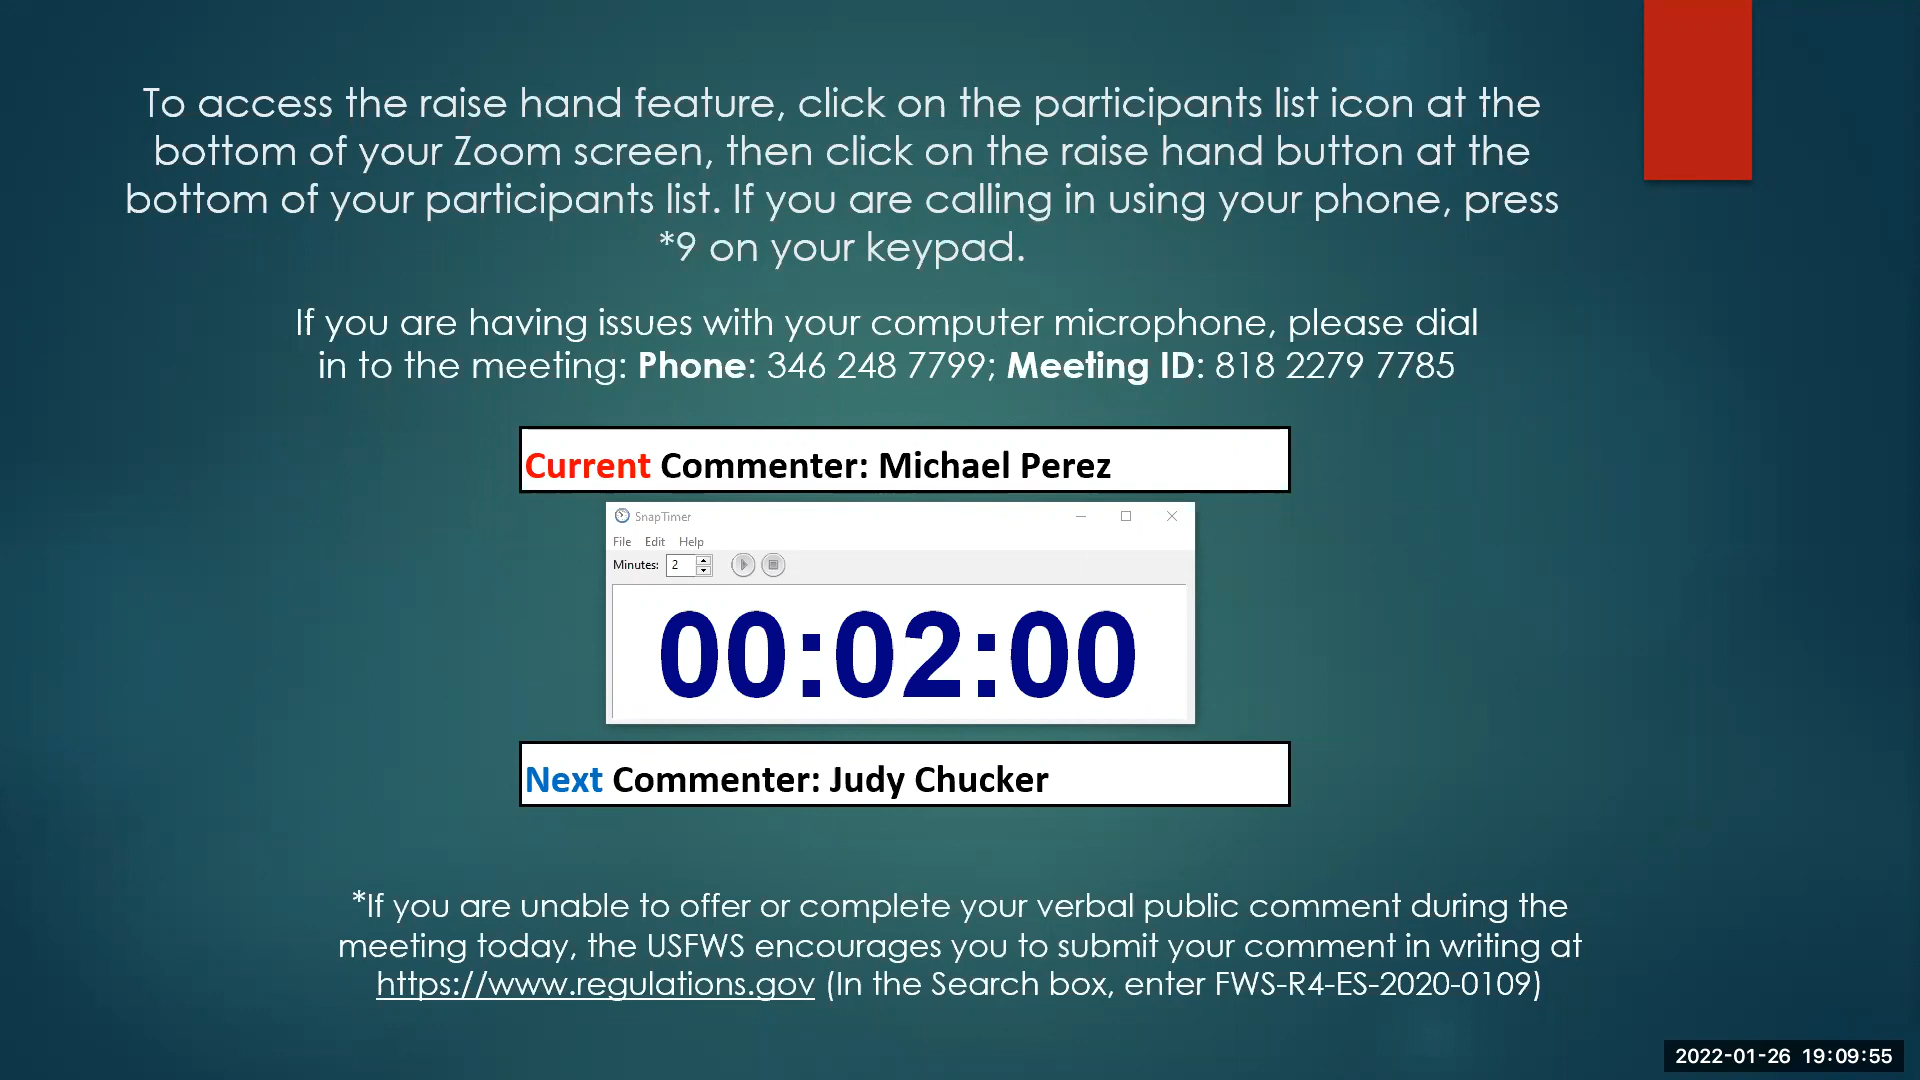 To access the raise hand feature, click on the participants list icon at the
bottom of your Zoom screen, then click on the raise hand button at the
bottom of your participants list. If you are calling in using your phone, press
*9 on your keypad.
If you are having issues with your computer microphone, please dial
in to the meeting: Phone: 346 248 7799; Meeting ID: 818 2279 7785
Current Commenter: Michael Perez
SnapTimer
File Edit Help
Minutes: 2
00:02:00
Next Commenter: Judy Chucker
*If you are unable to offer or complete your verbal public comment during the
meeting today, the USFWS encourages you to submit your comment in writing at
https://www.regulations.gov (In the Search box, enter FWS-R4-ES-2020-0109)
2022-01-26 19:09:55